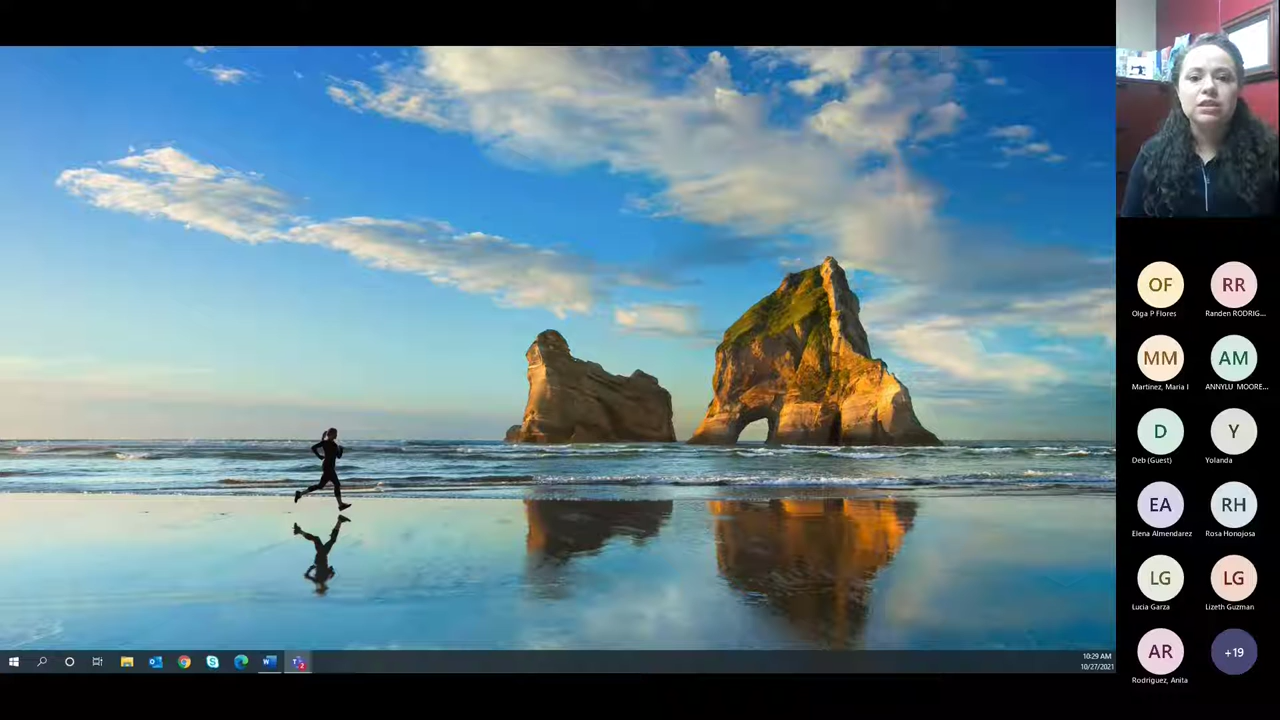 OF
RR
Olga P Flores
Randen RODRIG...
MM
AM
Martinez, Maria I
ANNYLU MOORE...
D
Y
Deb (Guest)
Yolanda
EA
RH
Elena Almendarez
Rosa Honojosa
LG
LG
Lucia Garza
Lizeth Guzman
AR
+19
Rodriguez, Anita
10:29 AM
10/27/2021